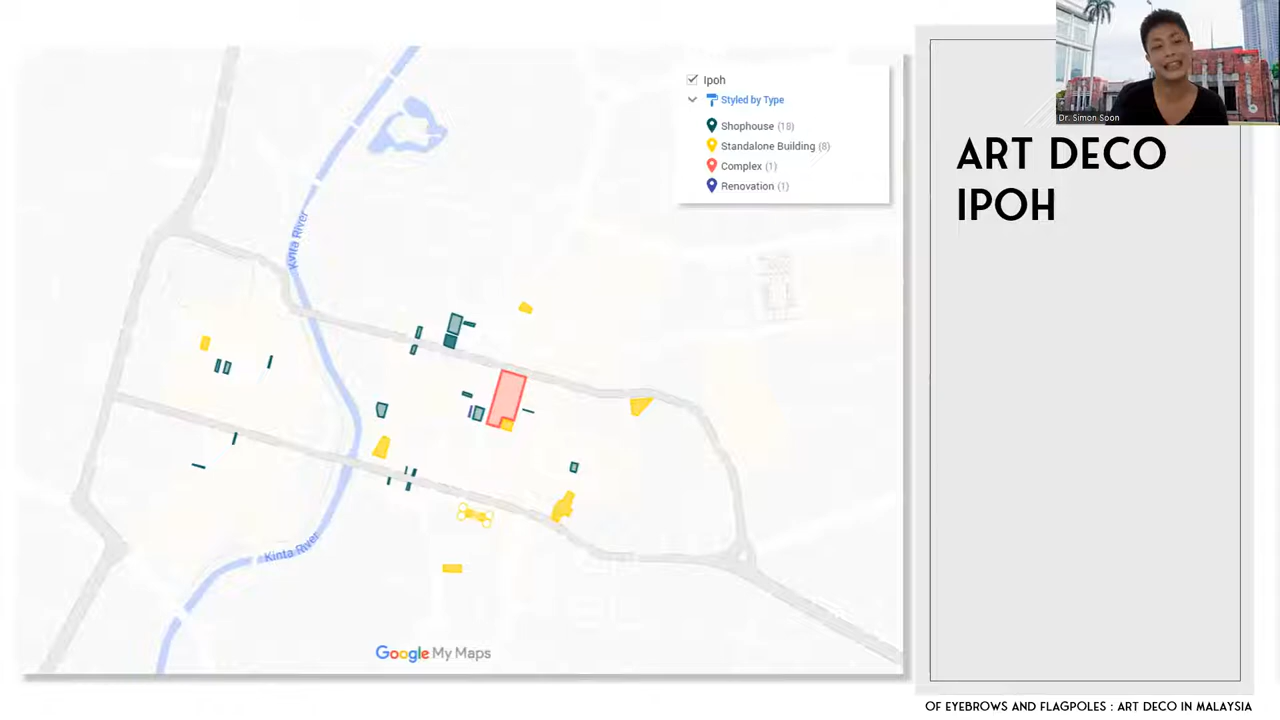 Kinta River
Kinta River
Ipoh
Styled by Type
Shophouse (18)
Standalone Building (8)
Complex (1)
Renovation (1)
Google My Maps
Dr. Simon Soon
ART DECO
IPOH
OF EYEBROWS AND FLAGPOLES : ART DECO IN MALAYSIA